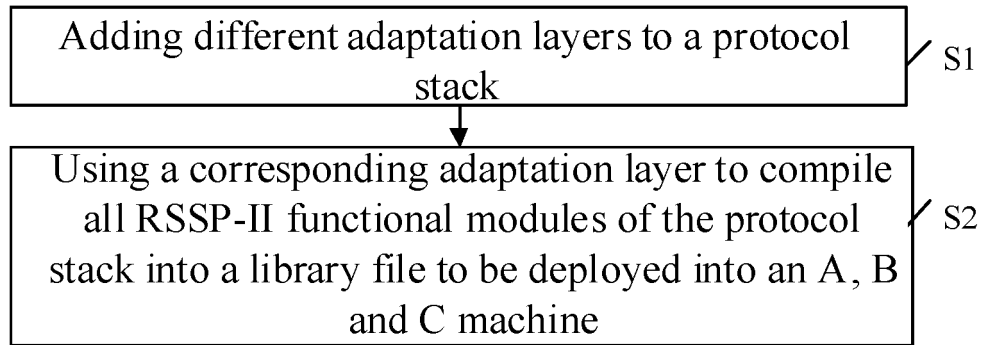 Adding different adaptation layers to a protocol
stack
S1
Using a corresponding adaptation layer to compile
all RSSP-II functional modules of the protocol
stack into a library file to be deployed into an A, B
and C machine
S2